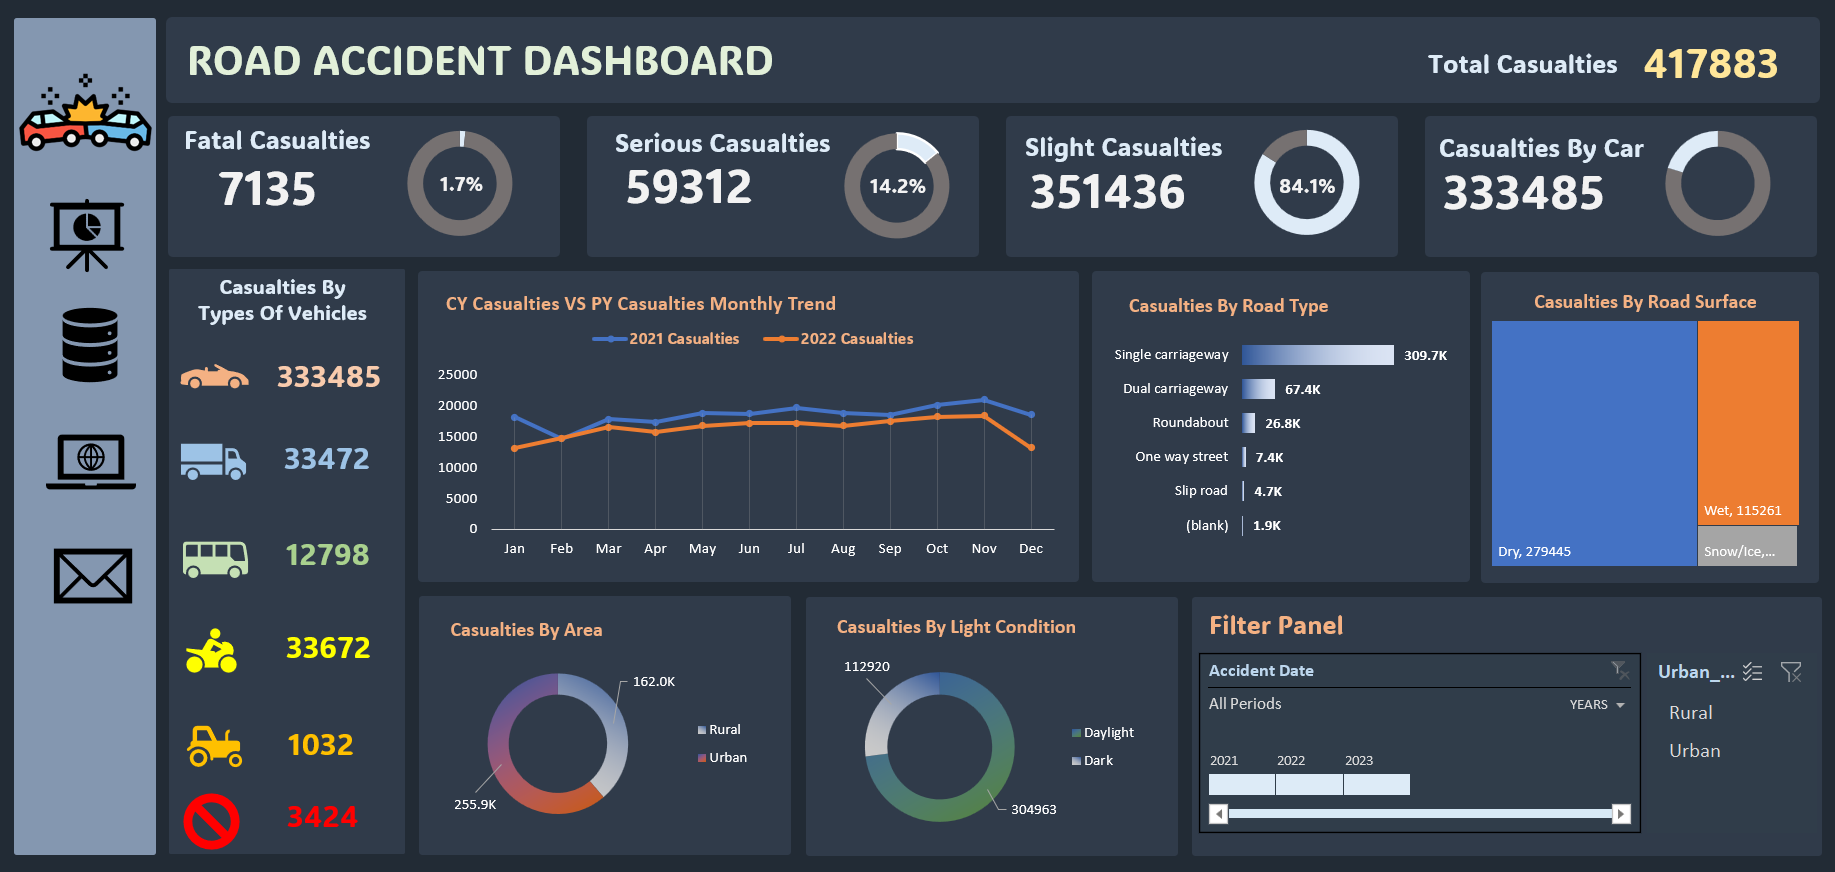 ROAD ACCIDENT DASHBOARD
Total Casualties 417883
Fatal Casualties
7135
1.7%
Serious Casualties
59312
14.2%
Slight Casualties
351436
84.1%
Casualties By Car
333485
Casualties By
Types Of Vehicles
333485
33472
12798
33672
1032
3424
CY Casualties VS PY Casualties Monthly Trend
2021 Casualties 2022 Casualties
25000
20000
15000
10000
5000
0
Jan Feb Mar Apr May Jun Jul Aug Sep Oct Nov Dec
Casualties By Road Type
Single carriageway 309.7K
Dual carriageway 67.4K
Roundabout 26.8K
One way street 7.4K
Slip road 4.7K
(blank) 1.9K
Casualties By Road Surface
Wet, 115261
Dry, 279445
Snow/Ice,...
Casualties By Area
162.0K
Rural
Urban
255.9K
Casualties By Light Condition
112920
Daylight
Dark
304963
Filter Panel
Accident Date
All Periods YEARS
2021 2022 2023
Urban_...
Rural
Urban